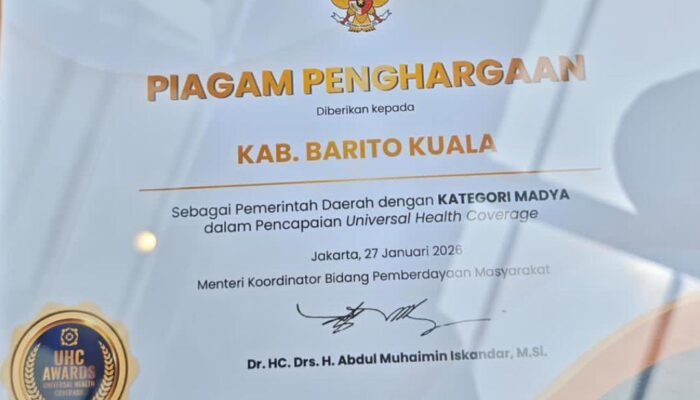 PIAGAM PENGHARGAAN
Diberikan kepada
KAB. BARITO KUALA
Sebagai Pemerintah Daerah dengan KATEGORI MADYA
dalam Pencapaian Universal Health Coverage
Jakarta, 27 Januari 2026
Menteri Koordinator Bidang Pemberdayaan Masyarakat
Dr. HC. Drs. H. Abdul Muhaimin Iskandar, M.Si.
UHC
AWARDS
UNIVERSAL HEALTH
COVERAGE